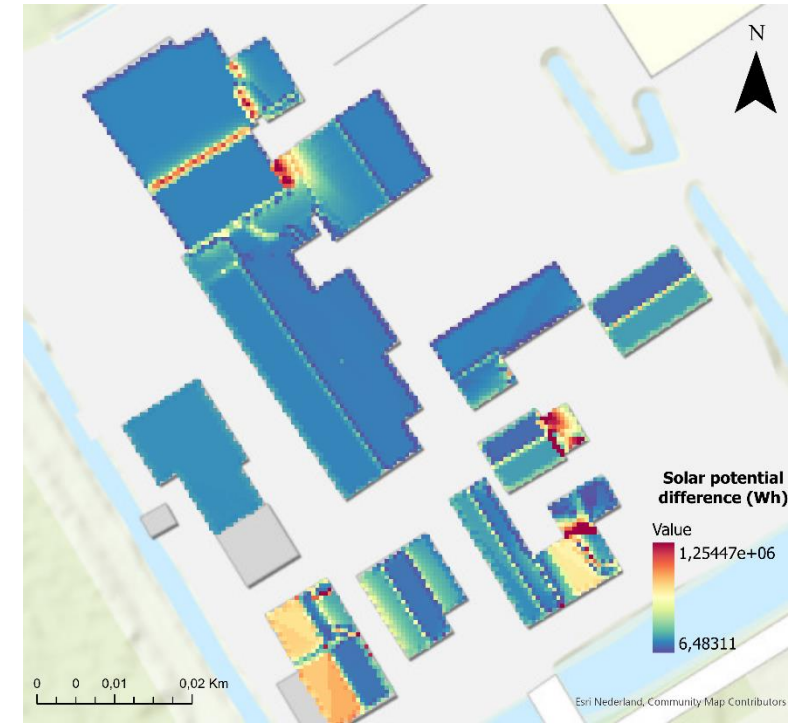 N
Solar potential
difference (Wh)
Value
1,25447e+06
6,48311
0 0 0,01 0,02 Km
Esri Nederland, Community Map Contributors